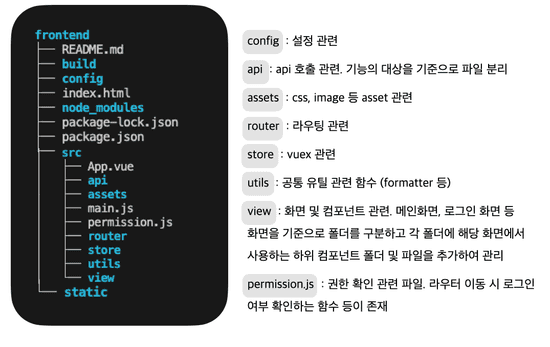 frontend
README.md
build
config
index.html
node_modules
package-lock.json
package.json
src
App.vue
api
assets
main.js
permission.js
router
store
utils
view
static
config : 설정 관련
api : api 호출 관련. 기능의 대상을 기준으로 파일 분리
assets : css, image 등 asset 관련
router : 라우팅 관련
store : vuex 관련
utils : 공통 유틸 관련 함수 (formatter 등)
view : 화면 및 컴포넌트 관련. 메인화면, 로그인 화면 등
화면을 기준으로 폴더를 구분하고 각 폴더에 해당 화면에서
사용하는 하위 컴포넌트 폴더 및 파일을 추가하여 관리
permission.js : 권한 확인 관련 파일. 라우터 이동 시 로그인
여부 확인하는 함수 등이 존재